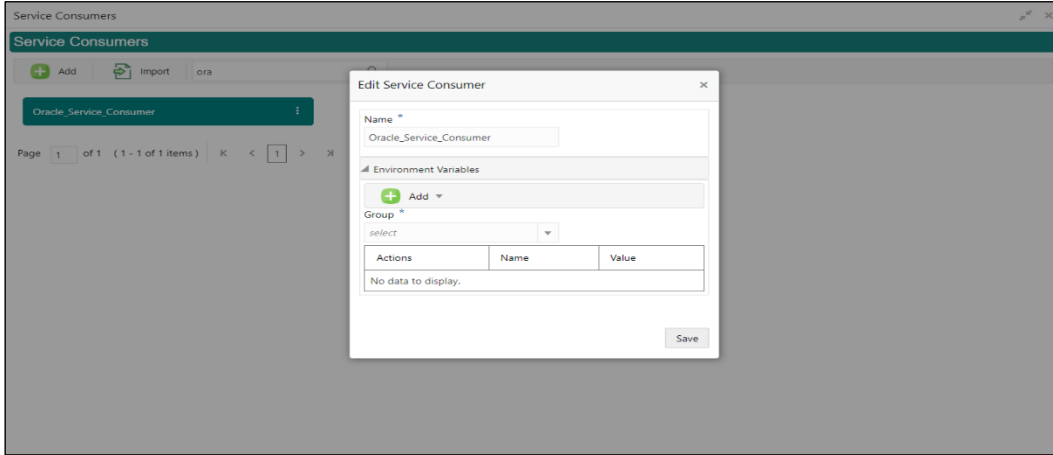 Service Consumers
Service Consumers
Add Import ora
Oracle_Service_Consumer
Page 1 of 1 (1 - 1 of 1 items) K < 1 > >|
Edit Service Consumer ×
Name *
Oracle_Service_Consumer
Environment Variables
Add
Group *
select
Actions Name Value
No data to display.
Save